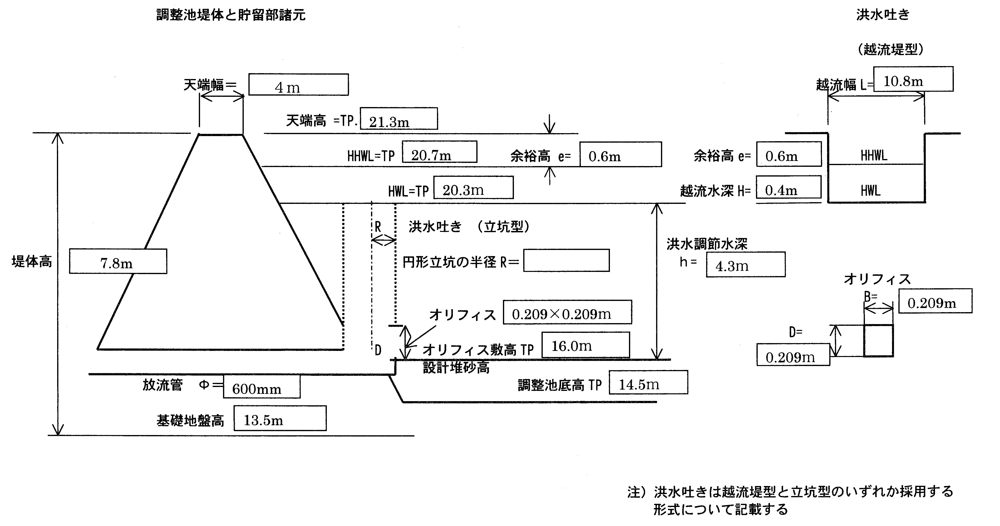 調整池堤体と貯留部諸元
洪水吐き
（越流堤型）
天端幅＝ 4m
越流幅 L= 10.8m
天端高 =TP. 21.3m
HHWL=TP 20.7m 余裕高 e= 0.6m
余裕高 e= 0.6m HHWL
HWL=TP 20.3m
越流水深 H= 0.4m HWL
R 洪水吐き （立坑型）
洪水調節水深
h= 4.3m
堤体高 7.8m
円形立坑の半径 R＝
オリフィス
B= 0.209m
オリフィス 0.209×0.209m
D=
0.209m
D オリフィス敷高 TP 16.0m
設計堆砂高
放流管 Φ＝ 600mm
調整池底高 TP 14.5m
基礎地盤高 13.5m
注）洪水吐きは越流堤型と立坑型のいずれか採用する
形式について記載する